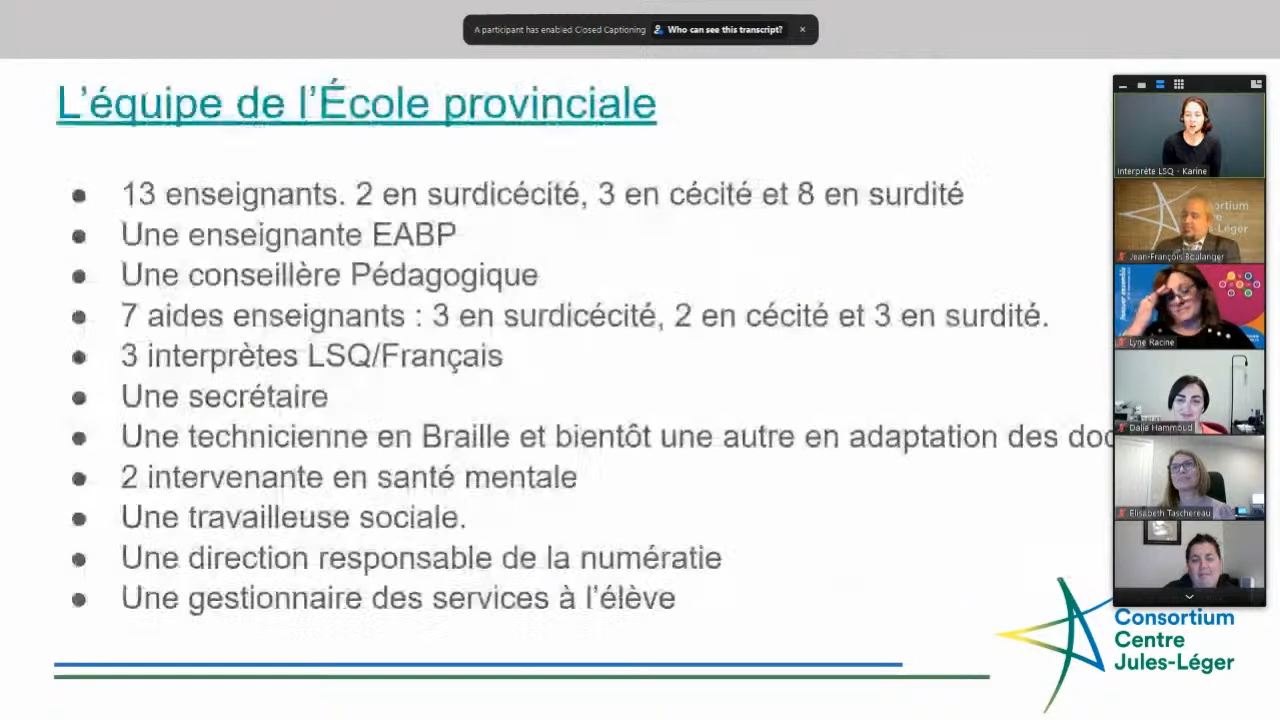 A participant has enabled Closed Captioning Who can see this transcript?
L'équipe de l'École provinciale
13 enseignants. 2 en surdicécité, 3 en cécité et 8 en surdité
Une enseignante EABP
Une conseillère Pédagogique
7 aides enseignants : 3 en surdicécité, 2 en cécité et 3 en surdité.
3 interprètes LSQ/Français
Une secrétaire
Une technicienne en Braille et bientôt une autre en adaptation des
2 intervenante en santé mentale
Une travailleuse sociale.
Une direction responsable de la numératie
Une gestionnaire des services à l'élève
Interprète LSQ - Karine
Jean-François Boulanger
Lyne Racine
Dalia Hammoud
Elisabeth Taschereau
Consortium
Centre
Jules-Léger